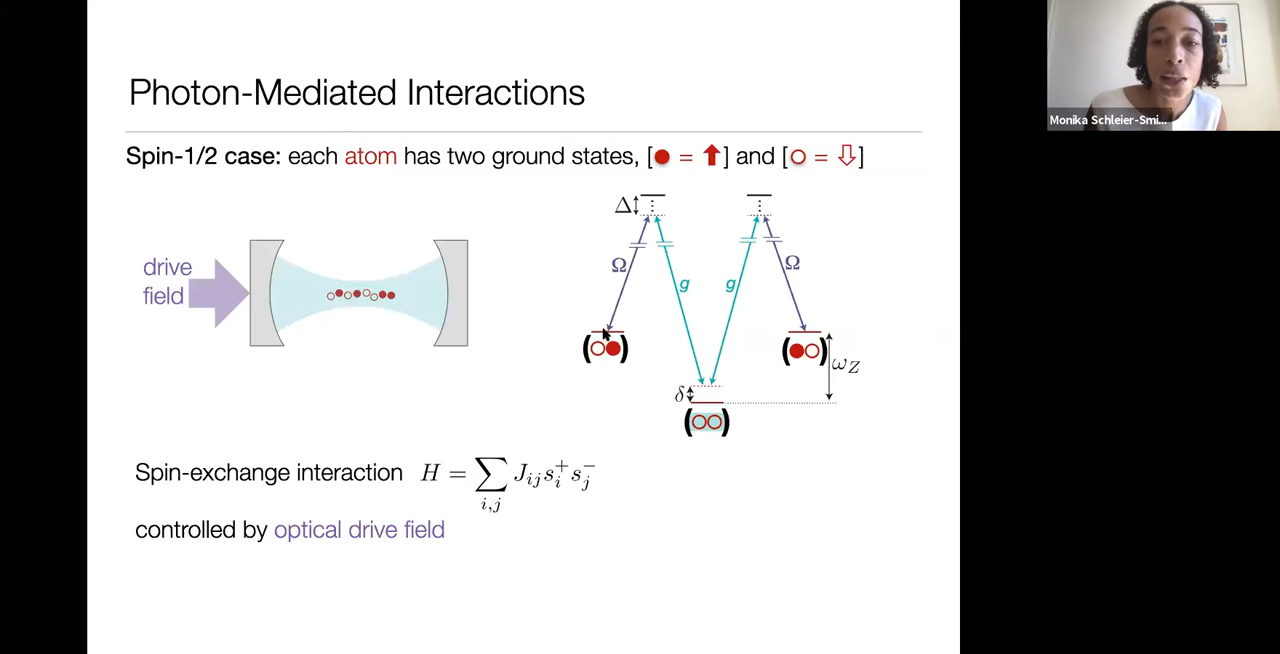 Photon-Mediated Interactions
Spin-1/2 case: each atom has two ground states, [● = ⬆] and [○ = ⇩]
drive
field
Δ
Ω
g
g
Ω
(○●)
(●○)
ω_Z
δ
(○○)
Spin-exchange interaction H = ∑_{i,j} J_{ij} s_i^+ s_j^-
controlled by optical drive field
Monika Schleier-Smi...